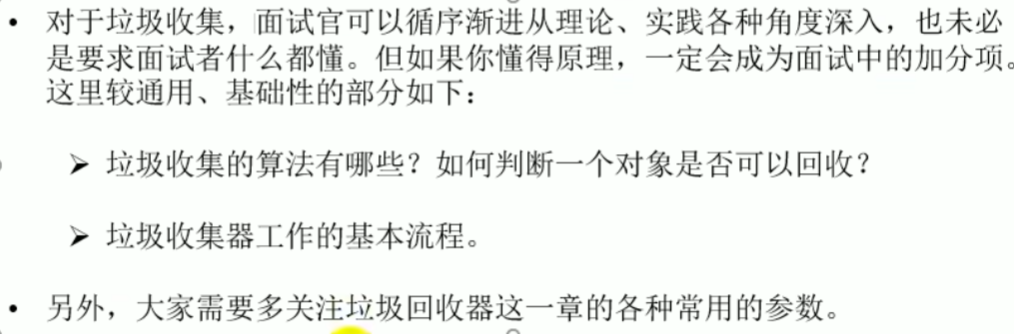 • 对于垃圾收集，面试官可以循序渐进从理论、实践各种角度深入，也未必
是要求面试者什么都懂。但如果你懂得原理，一定会成为面试中的加分项。
这里较通用、基础性的部分如下：
➢ 垃圾收集的算法有哪些？如何判断一个对象是否可以回收？
➢ 垃圾收集器工作的基本流程。
• 另外，大家需要多关注垃圾回收器这一章的各种常用的参数。